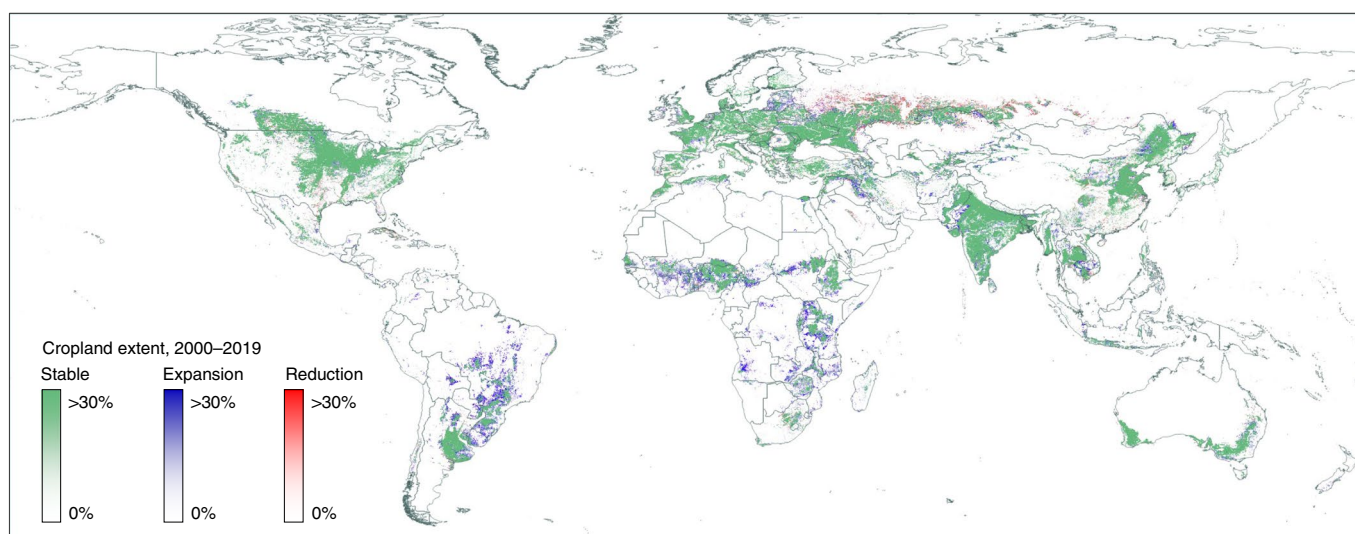 Cropland extent, 2000–2019
Stable Expansion Reduction
>30% >30% >30%
0% 0% 0%